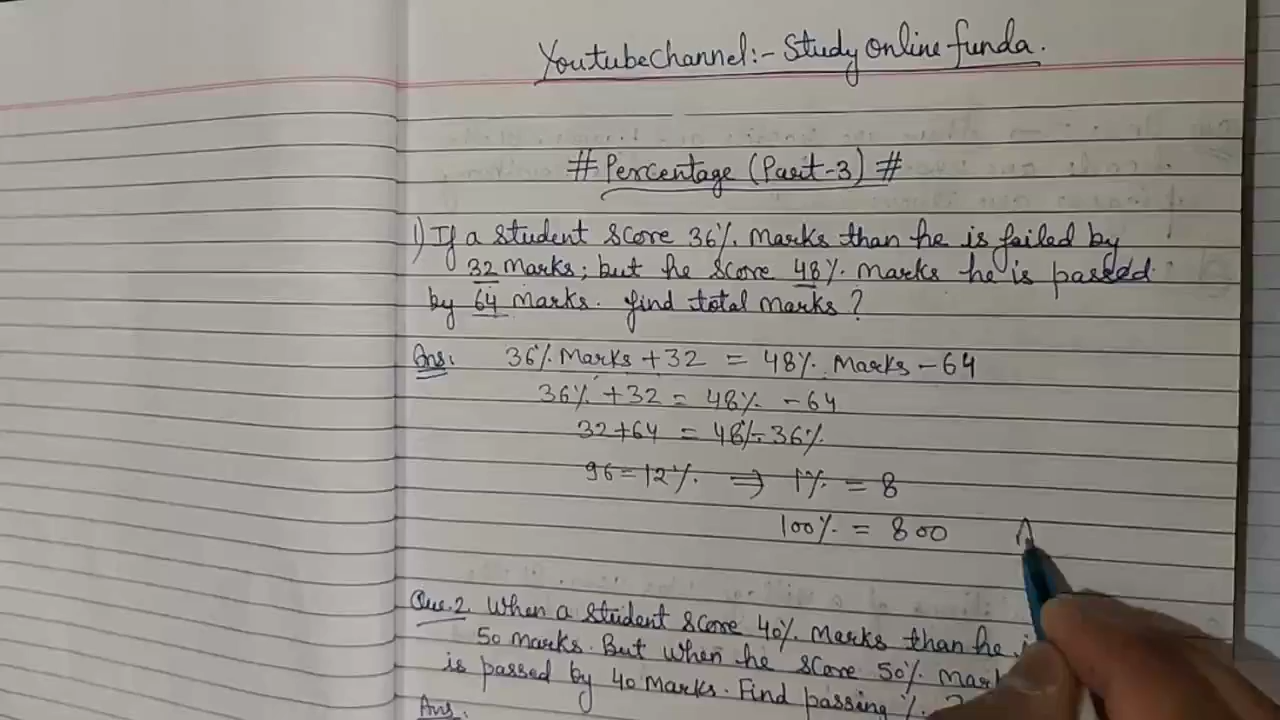 Youtube channel:- Study Online funda.
# Percentage (Part-3) #
1) If a student score 36% Marks than he is failed by
32 Marks; but he score 48% marks he is passed
by 64 marks. find total marks?
Ans. 36% Marks + 32 = 48% Marks - 64
36% + 32 = 48% - 64
32 + 64 = 48% - 36%
96 = 12% ⇒ 1% = 8
100% = 800
Que.2. When a student score 40% Marks than he
50 marks. But when he score 50%
is passed by 40 marks. Find passing %.
Ans.